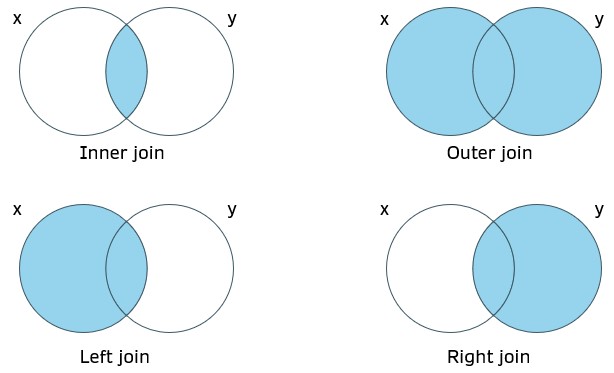 x y
Inner join
x y
Outer join
x y
Left join
x y
Right join